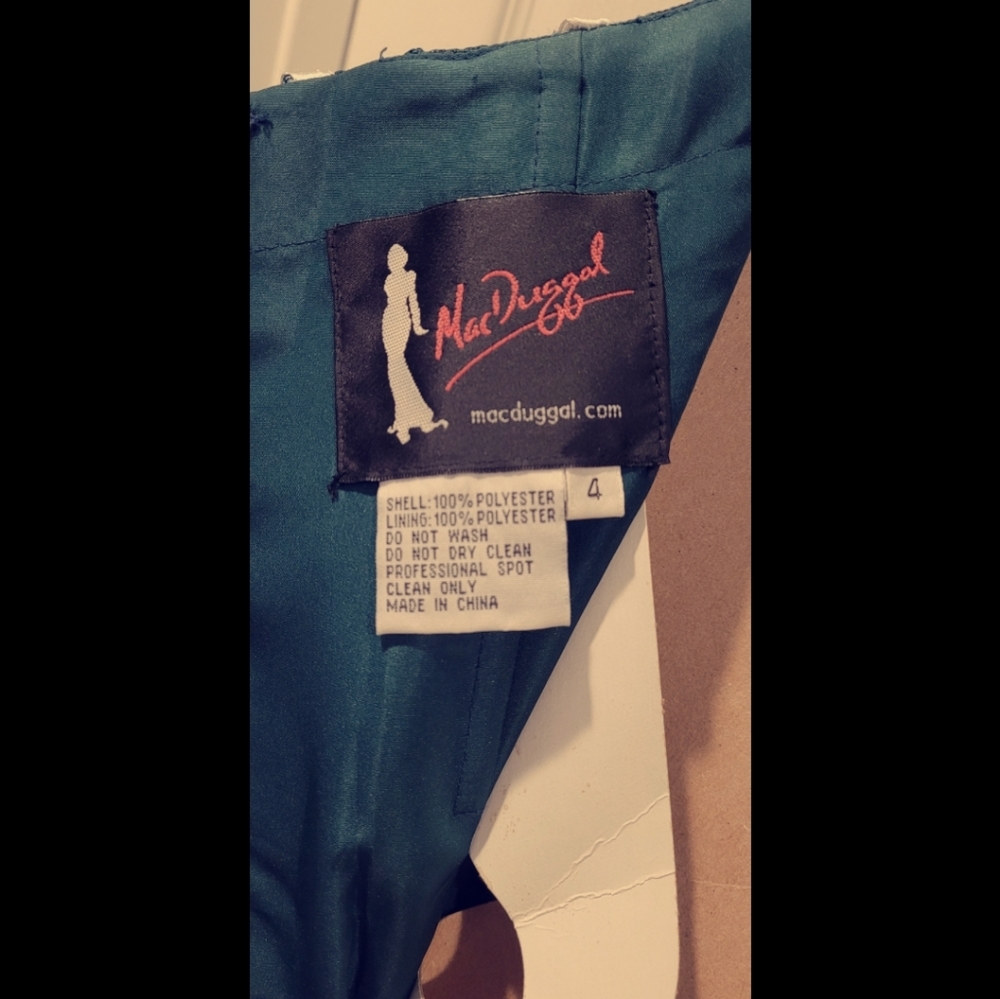 MacDuggal
macduggal.com
4
SHELL:100% POLYESTER
LINING:100% POLYESTER
DO NOT WASH
DO NOT DRY CLEAN
PROFESSIONAL SPOT
CLEAN ONLY
MADE IN CHINA